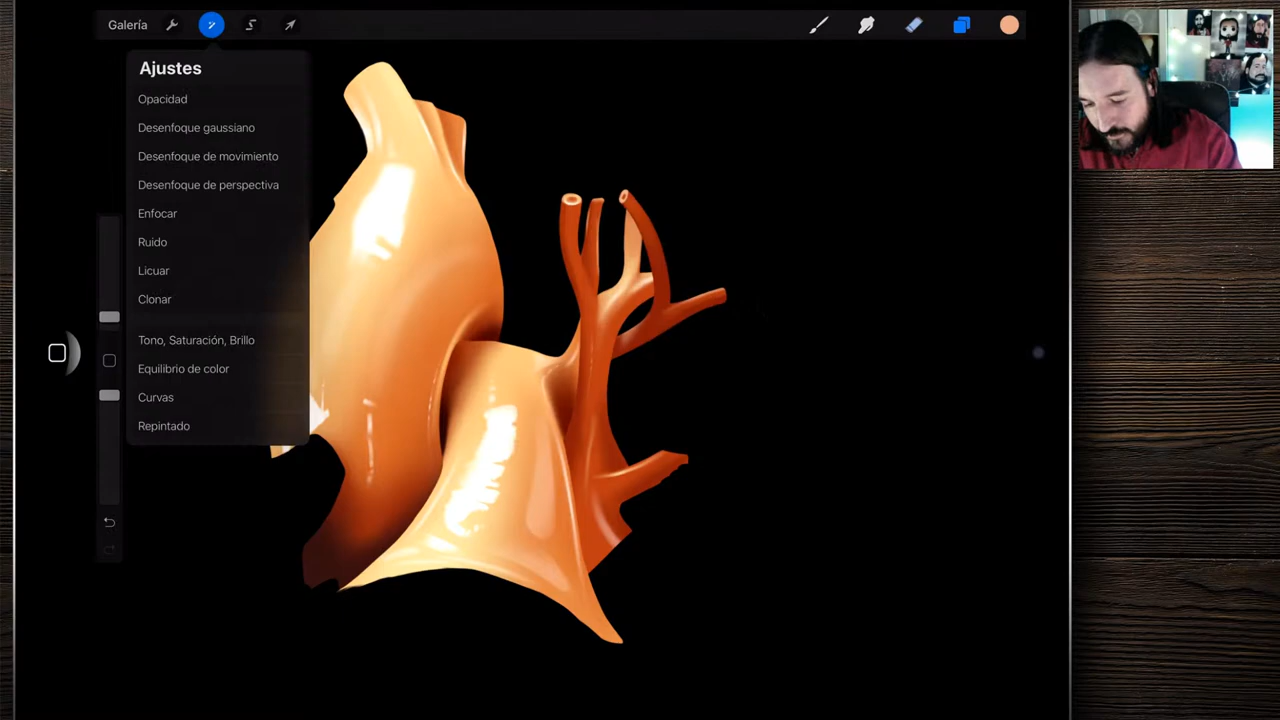 Galería
Ajustes
Opacidad
Desenfoque gaussiano
Desenfoque de movimiento
Desenfoque de perspectiva
Enfocar
Ruido
Licuar
Clonar
Tono, Saturación, Brillo
Equilibrio de color
Curvas
Repintado